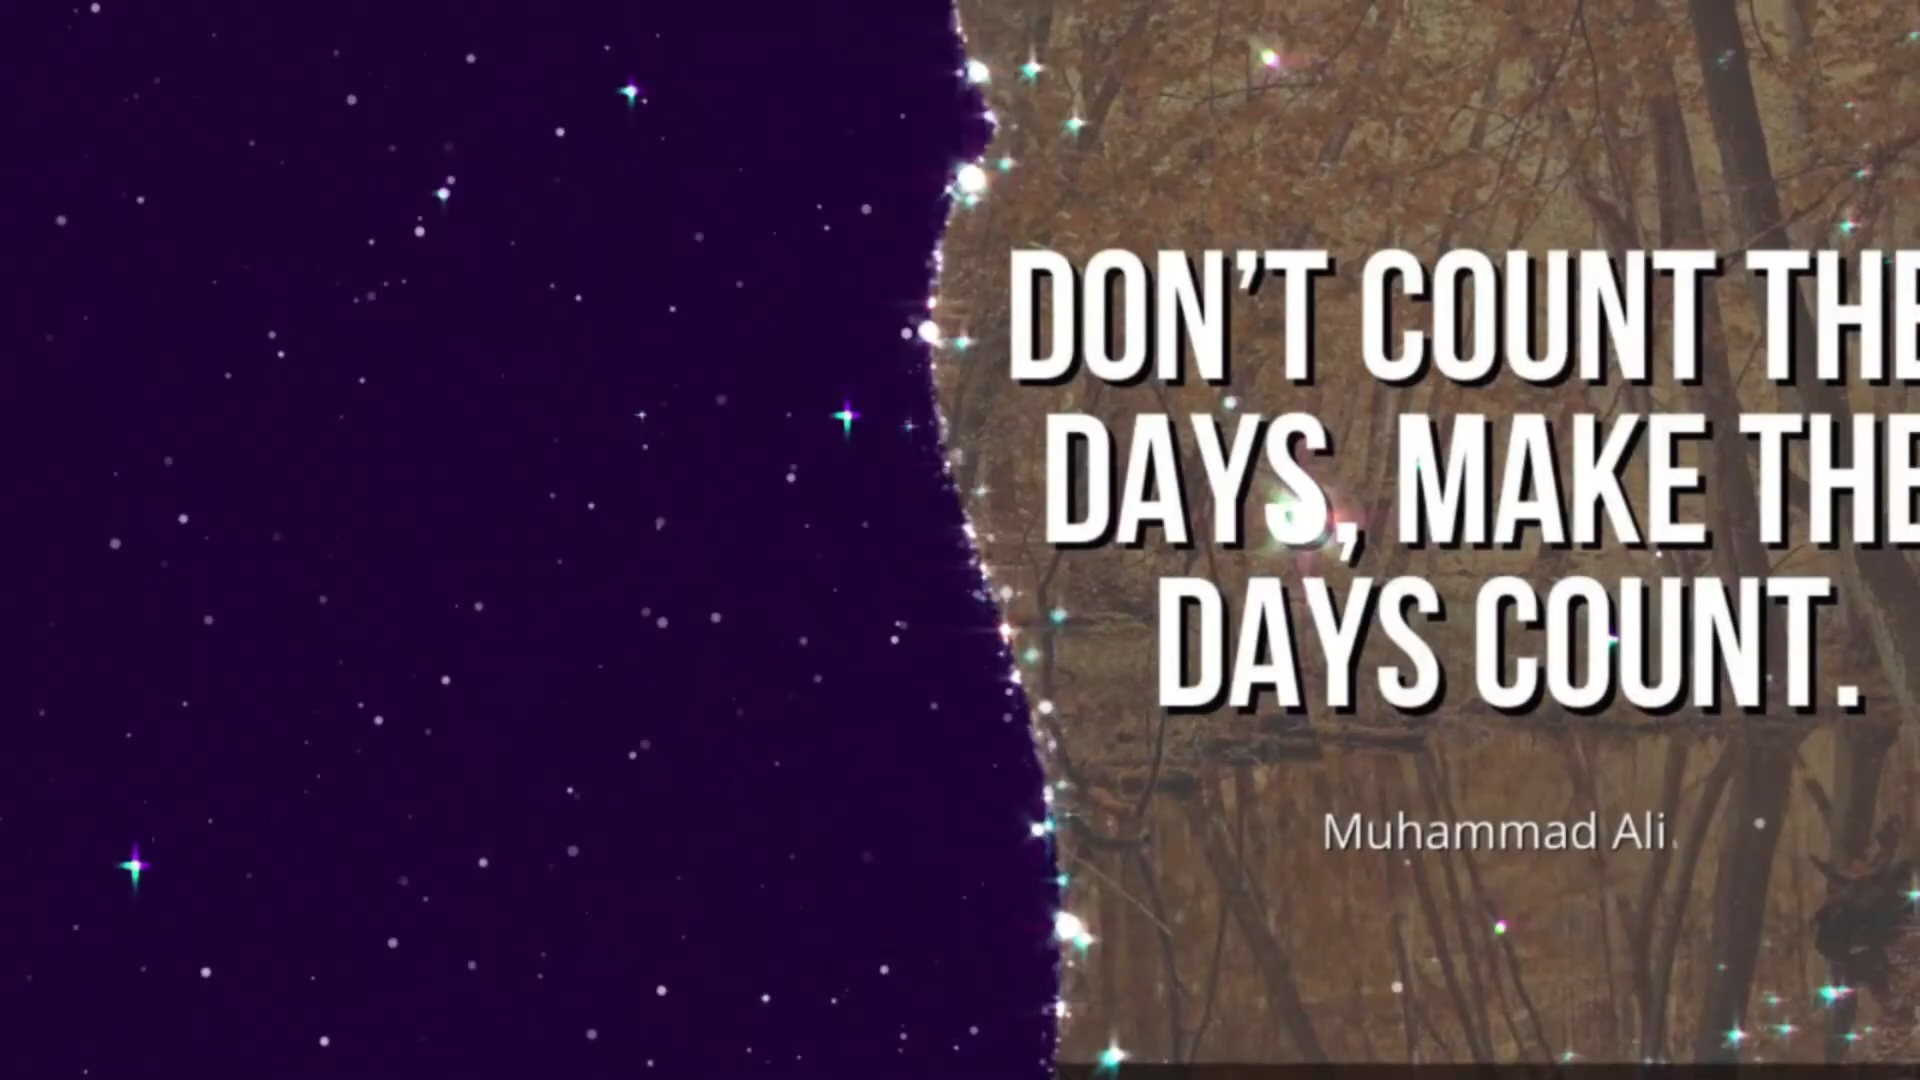 DON'T COUNT THE
DAYS, MAKE THE
DAYS COUNT.
Muhammad Ali